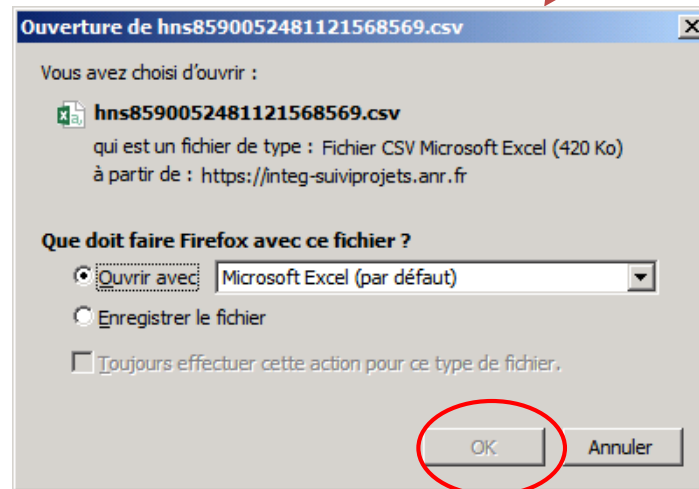 Ouverture de hns8590052481121568569.csv
Vous avez choisi d'ouvrir :
hns8590052481121568569.csv
qui est un fichier de type : Fichier CSV Microsoft Excel (420 Ko)
à partir de : https://integ-suiviprojets.anr.fr
Que doit faire Firefox avec ce fichier ?
Ouvrir avec Microsoft Excel (par défaut)
Enregistrer le fichier
Toujours effectuer cette action pour ce type de fichier.
OK Annuler